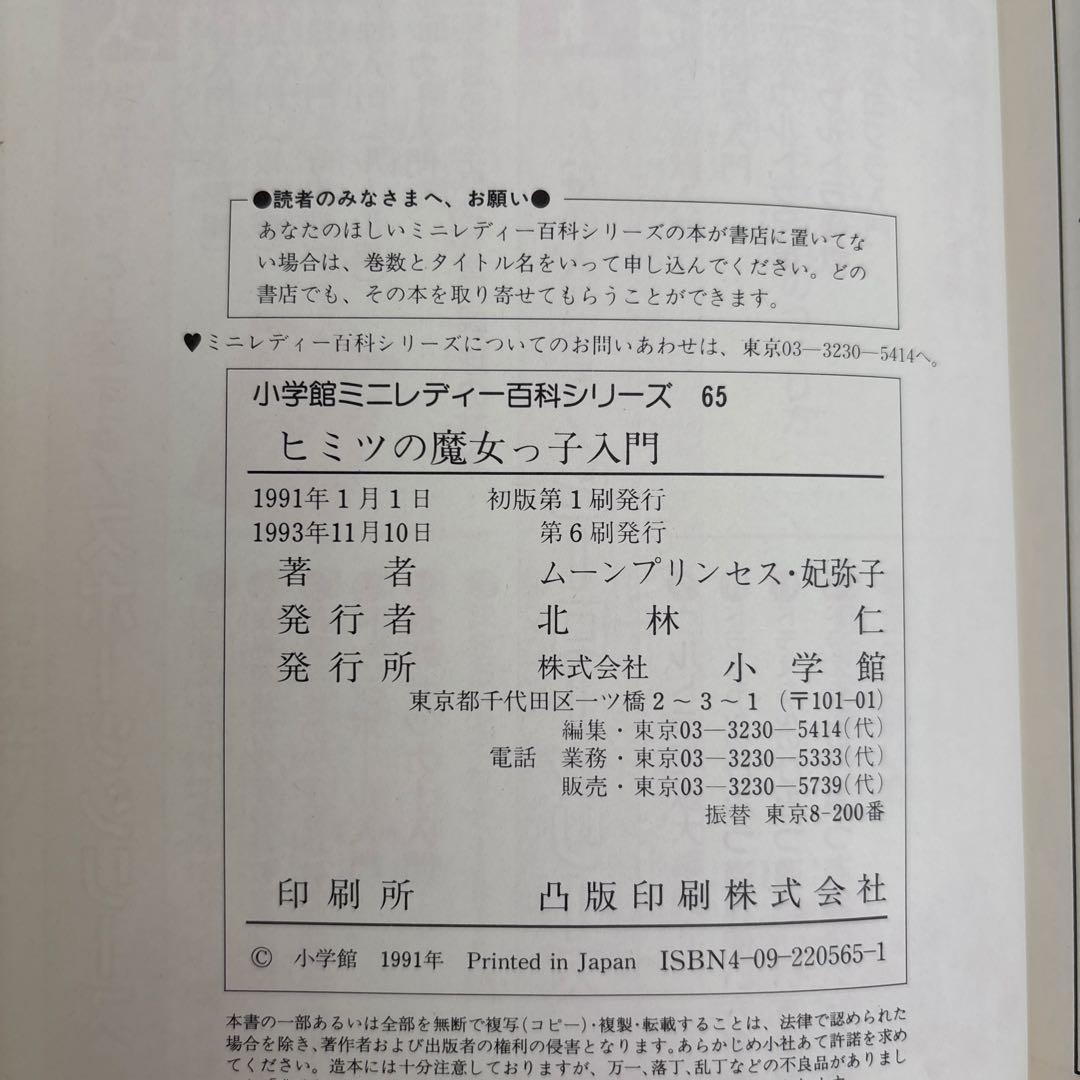 ●読者のみなさまへ、お願い●
あなたのほしいミニレディー百科シリーズの本が書店に置いてな
い場合は、巻数とタイトル名をいって申し込んでください。どの
書店でも、その本を取り寄せてもらうことができます。
♥ミニレディー百科シリーズについてのお問いあわせは、東京03—3230—5414へ。
小学館ミニレディー百科シリーズ 65
ヒミツの魔女っ子入門
1991年1月1日 初版第1刷発行
1993年11月10日 第6刷発行
著者 ムーンプリンセス・妃弥子
発行者 北林 仁
発行所 株式会社 小学館
東京都千代田区一ツ橋2～3～1（〒101-01）
編集・東京03—3230—5414（代）
電話 業務・東京03—3230—5333（代）
販売・東京03—3230—5739（代）
振替 東京8-200番
印刷所 凸版印刷株式会社
© 小学館 1991年 Printed in Japan ISBN4-09-220565-1
本書の一部あるいは全部を無断で複写（コピー）・複製・転載することは、法律で認められた
場合を除き、著作者および出版者の権利の侵害となります。あらかじめ小社あて許諾を求め
てください。造本には十分注意しておりますが、万一、落丁、乱丁などの不良品がありまし